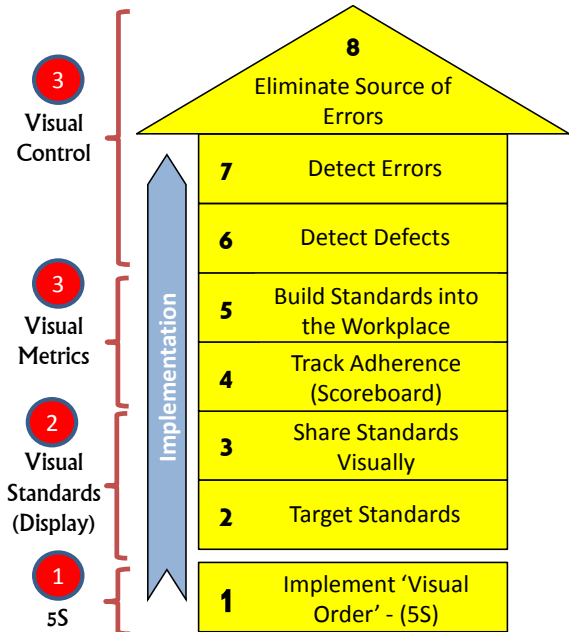 8
Eliminate Source of
Errors
3
Visual
Control
7
Detect Errors
6
Detect Defects
3
Visual
Metrics
5
Build Standards into
the Workplace
4
Track Adherence
(Scoreboard)
Implementation
2
Visual
Standards
(Display)
3
Share Standards
Visually
2
Target Standards
1
5S
1
Implement ‘Visual
Order’ - (5S)